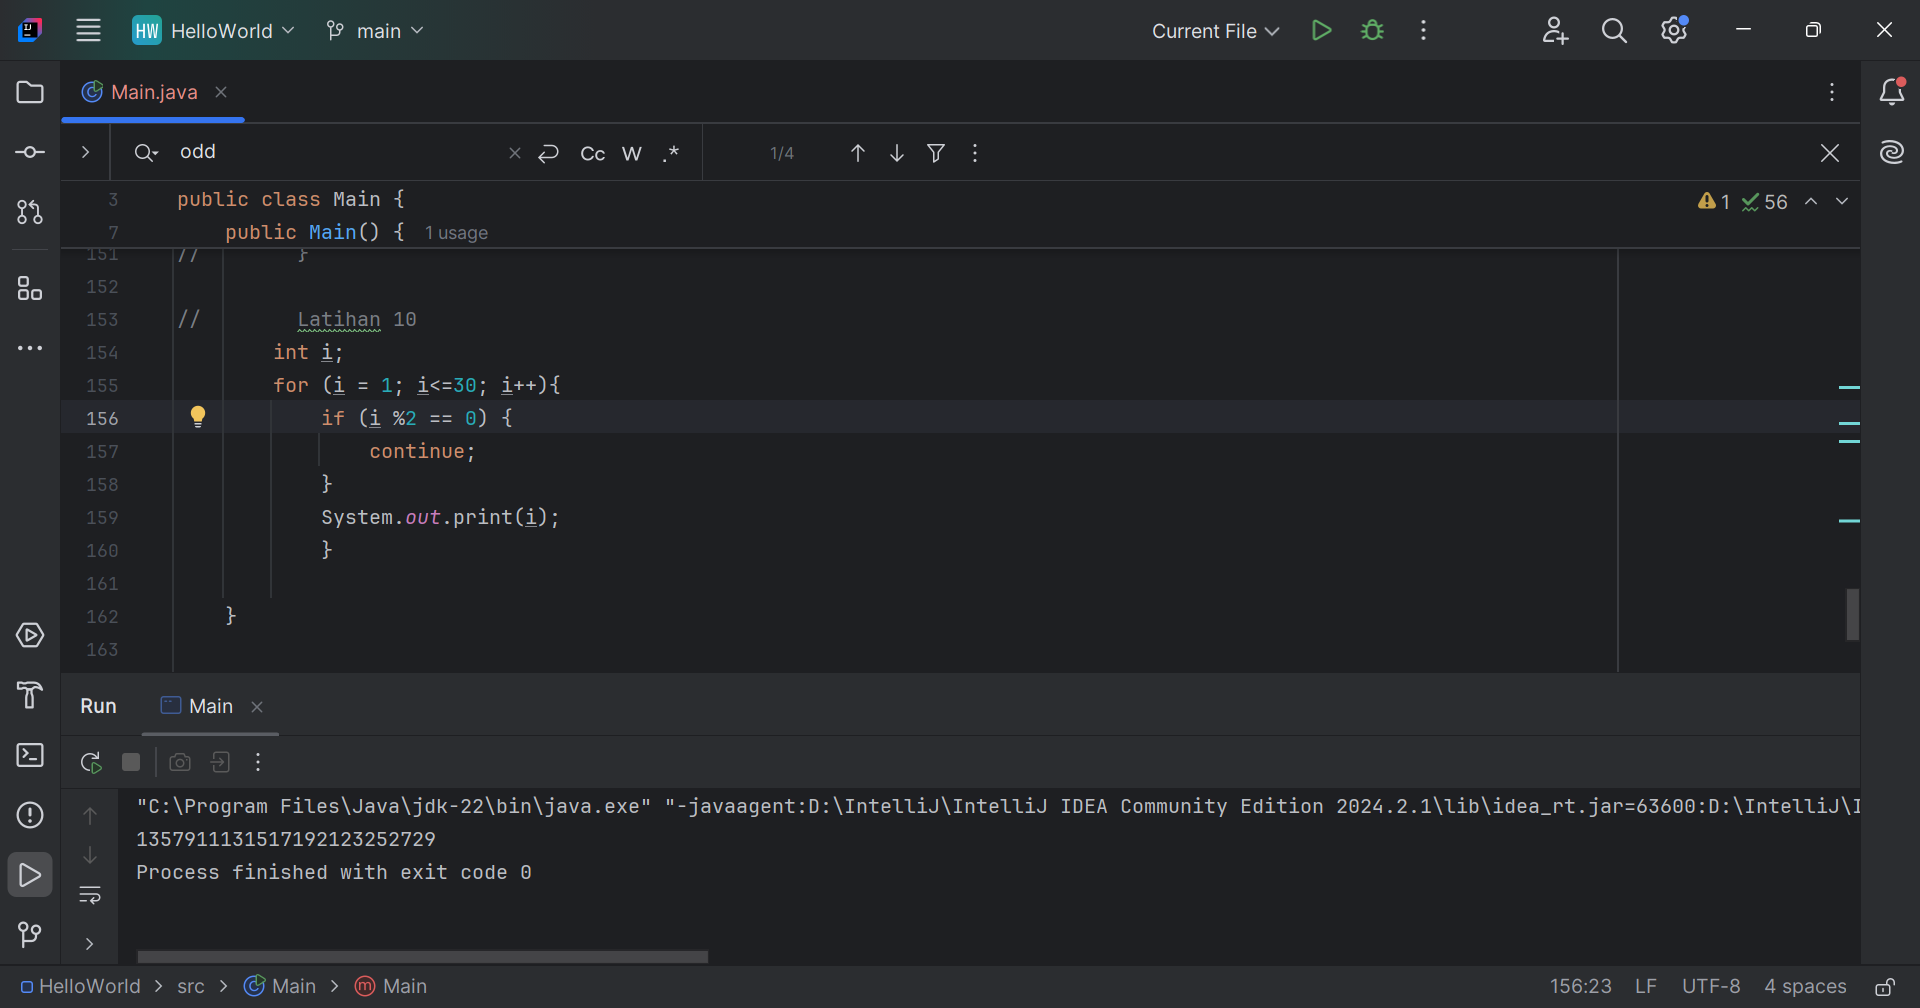 HW HelloWorld main Current File
Main.java
odd Cc W .* 1/4
3 public class Main { 1 56
7 public Main() { 1 usage
151 // }
152
153 // Latihan 10
154 int i;
155 for (i = 1; i<=30; i++){
156 if (i %2 == 0) {
157 continue;
158 }
159 System.out.print(i);
160 }
161
162 }
163
Run Main
"C:\Program Files\Java\jdk-22\bin\java.exe" "-javaagent:D:\IntelliJ\IntelliJ IDEA Community Edition 2024.2.1\lib\idea_rt.jar=63600:D:\IntelliJ\I
13579111315171921232527​29
Process finished with exit code 0
HelloWorld > src > Main > Main 156:23 LF UTF-8 4 spaces